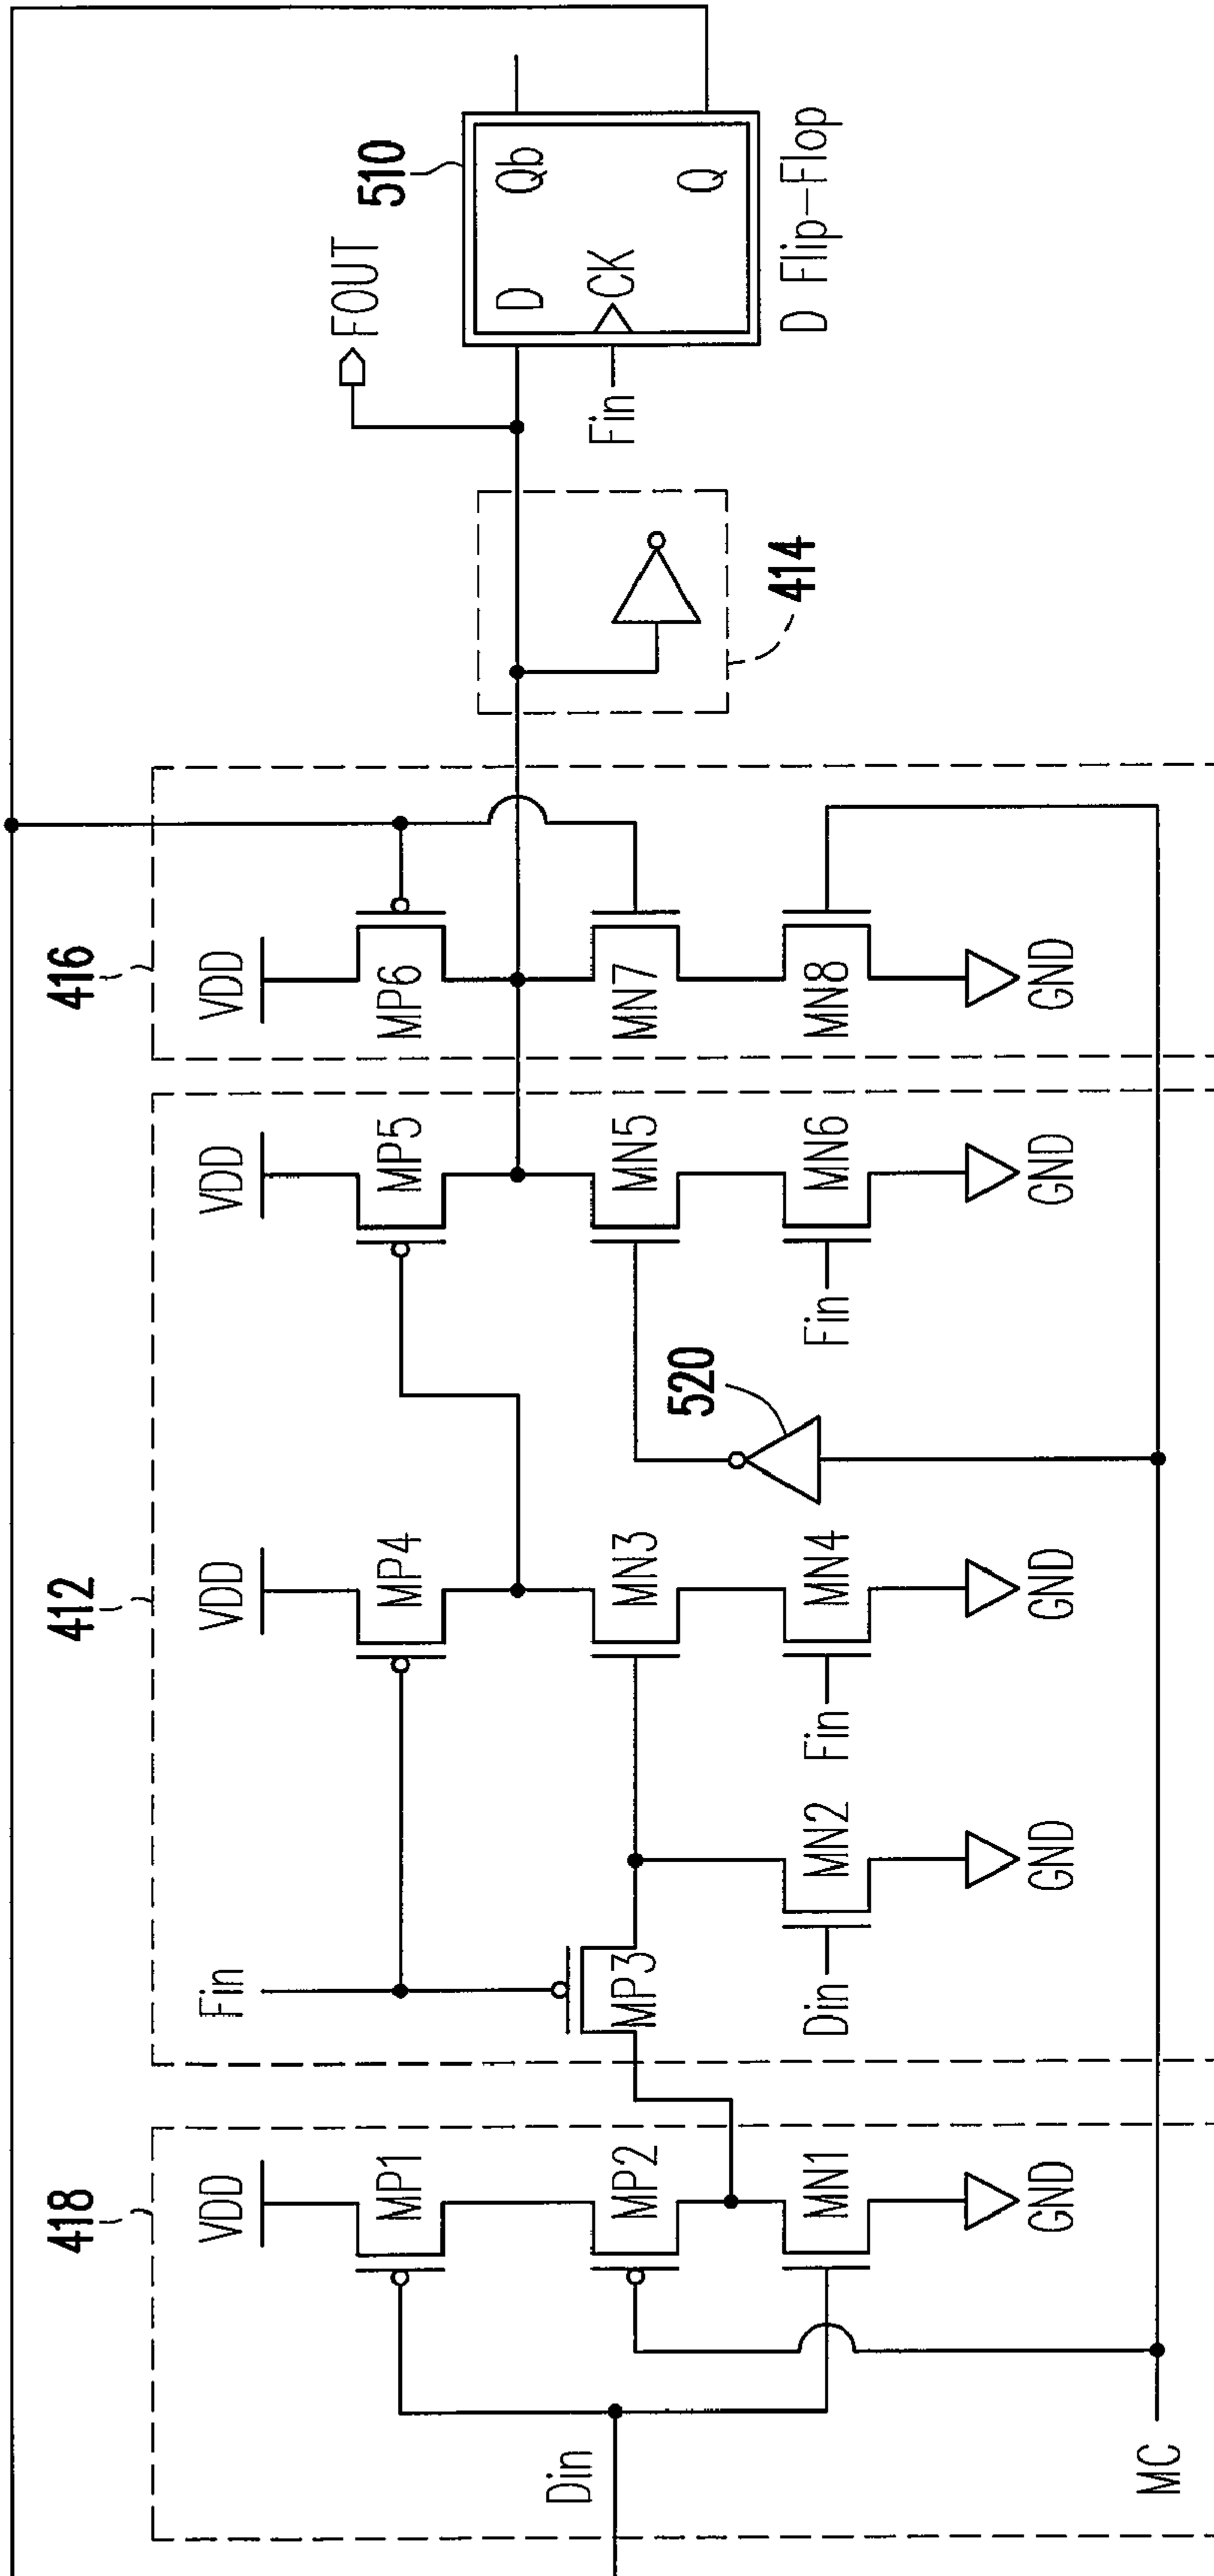 418
412
416
VDD
VDD
VDD
VDD
Fin
MP1
MP4
MP5
MP6
MP2
MP3
MN3
MN5
MN7
MN1
Din
MN2
Fin
MN4
Fin
MN6
MN8
520
GND
GND
GND
GND
GND
Din
MC
414
FOUT
510
D
Qb
Fin
CK
Q
D Flip-Flop